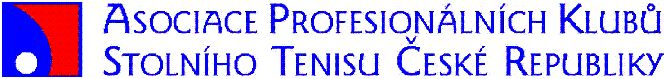 Asociace Profesionálních Klubů
Stolního Tenisu České Republiky